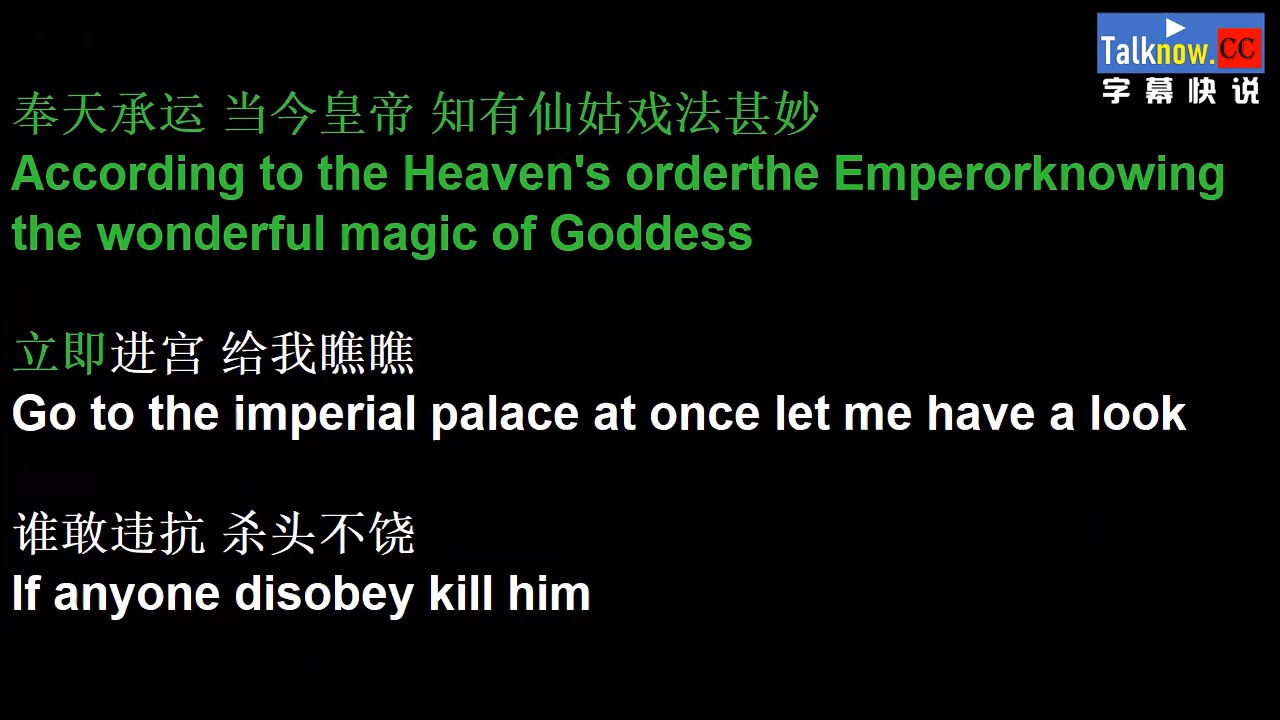 Talknow.CC
字幕快说
奉天承运 当今皇帝 知有仙姑戏法甚妙
According to the Heaven's orderthe Emperorknowing
the wonderful magic of Goddess
立即进宫 给我瞧瞧
Go to the imperial palace at once let me have a look
谁敢违抗 杀头不饶
If anyone disobey kill him